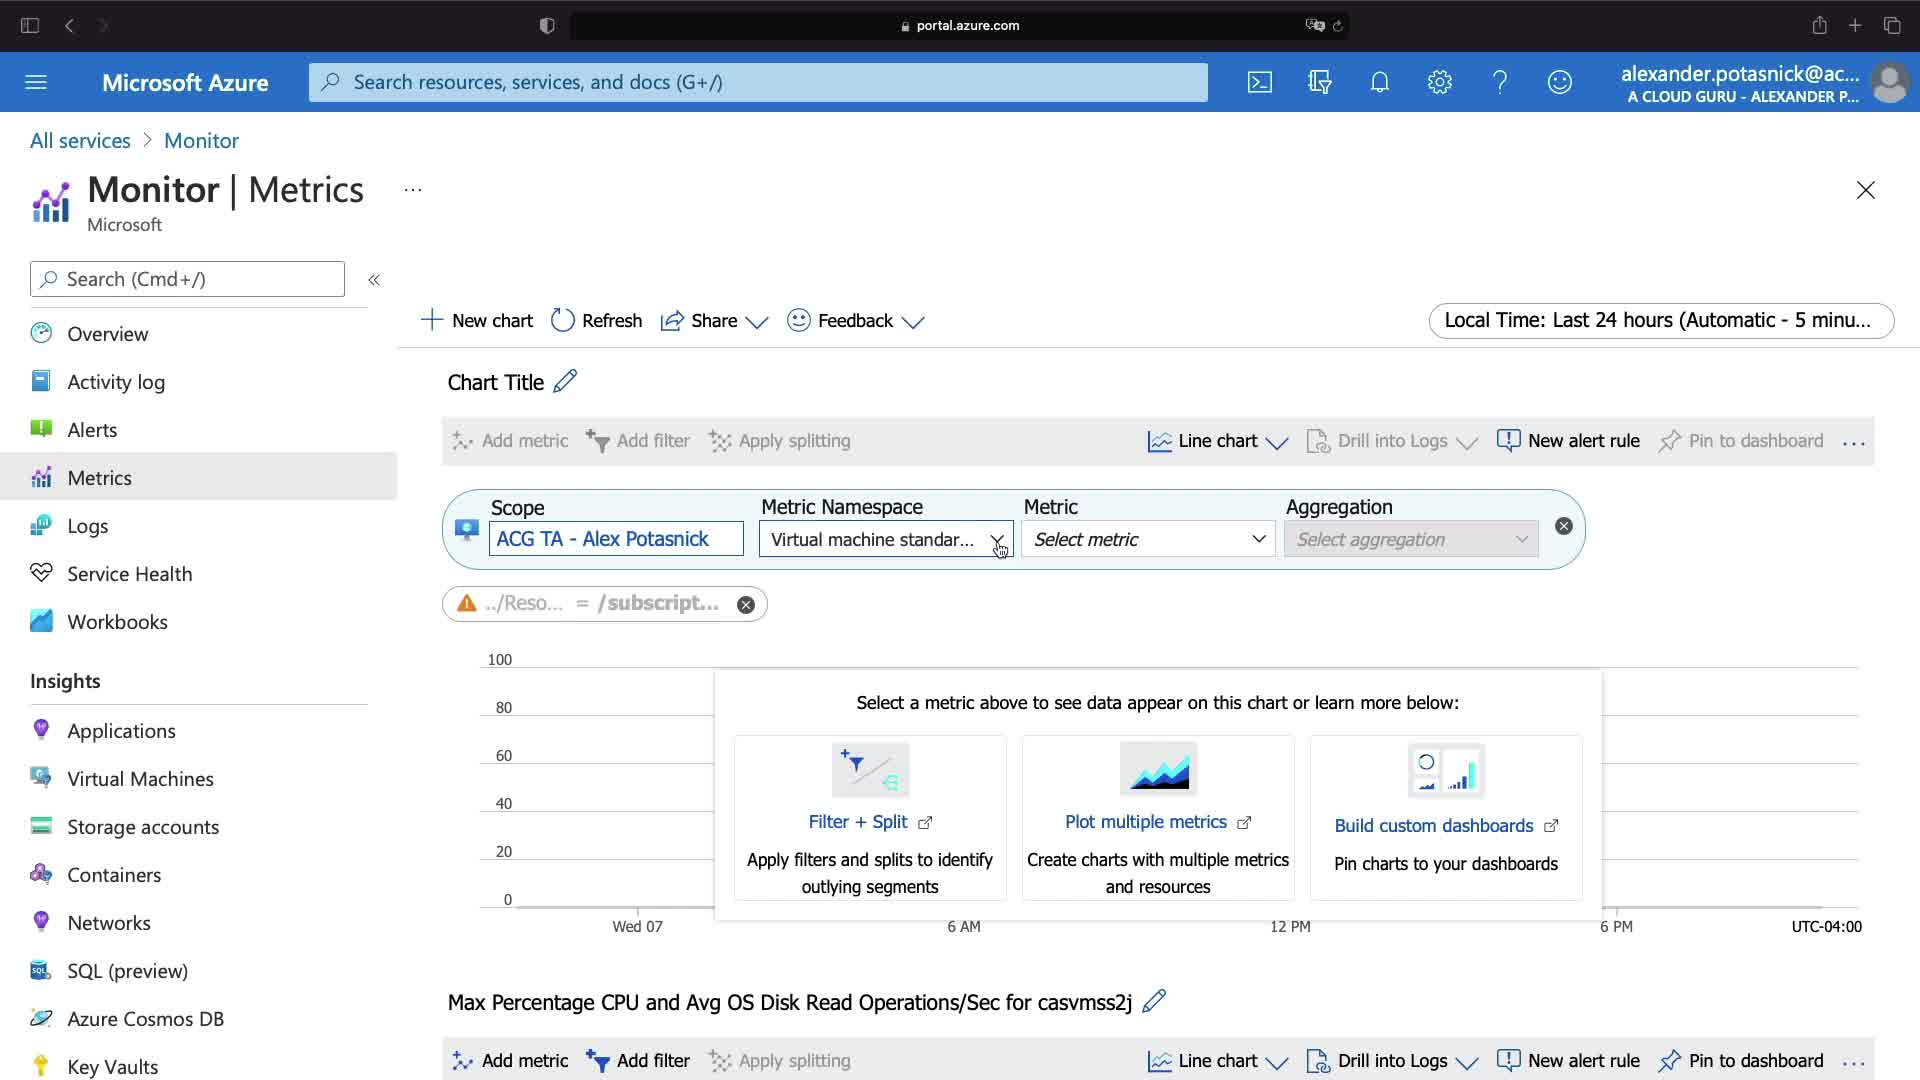 portal.azure.com
Microsoft Azure
Search resources, services, and docs (G+/)
alexander.potasnick@ac...
A CLOUD GURU - ALEXANDER P...
All services > Monitor
Monitor | Metrics ...
Microsoft
Search (Cmd+/)
«
Overview
Activity log
Alerts
Metrics
Logs
Service Health
Workbooks
Insights
Applications
Virtual Machines
Storage accounts
Containers
Networks
SQL (preview)
Azure Cosmos DB
Key Vaults
New chart Refresh Share Feedback
Local Time: Last 24 hours (Automatic - 5 minu...
Chart Title
Add metric Add filter Apply splitting Line chart Drill into Logs New alert rule Pin to dashboard ...
Scope Metric Namespace Metric Aggregation
ACG TA - Alex Potasnick Virtual machine standar... Select metric Select aggregation
../Reso... = /subscript...
100
80
60
40
20
0
Select a metric above to see data appear on this chart or learn more below:
Filter + Split
Apply filters and splits to identify
outlying segments
Plot multiple metrics
Create charts with multiple metrics
and resources
Build custom dashboards
Pin charts to your dashboards
Wed 07 6 AM 12 PM 6 PM UTC-04:00
Max Percentage CPU and Avg OS Disk Read Operations/Sec for casvmss2j
Add metric Add filter Apply splitting Line chart Drill into Logs New alert rule Pin to dashboard ...